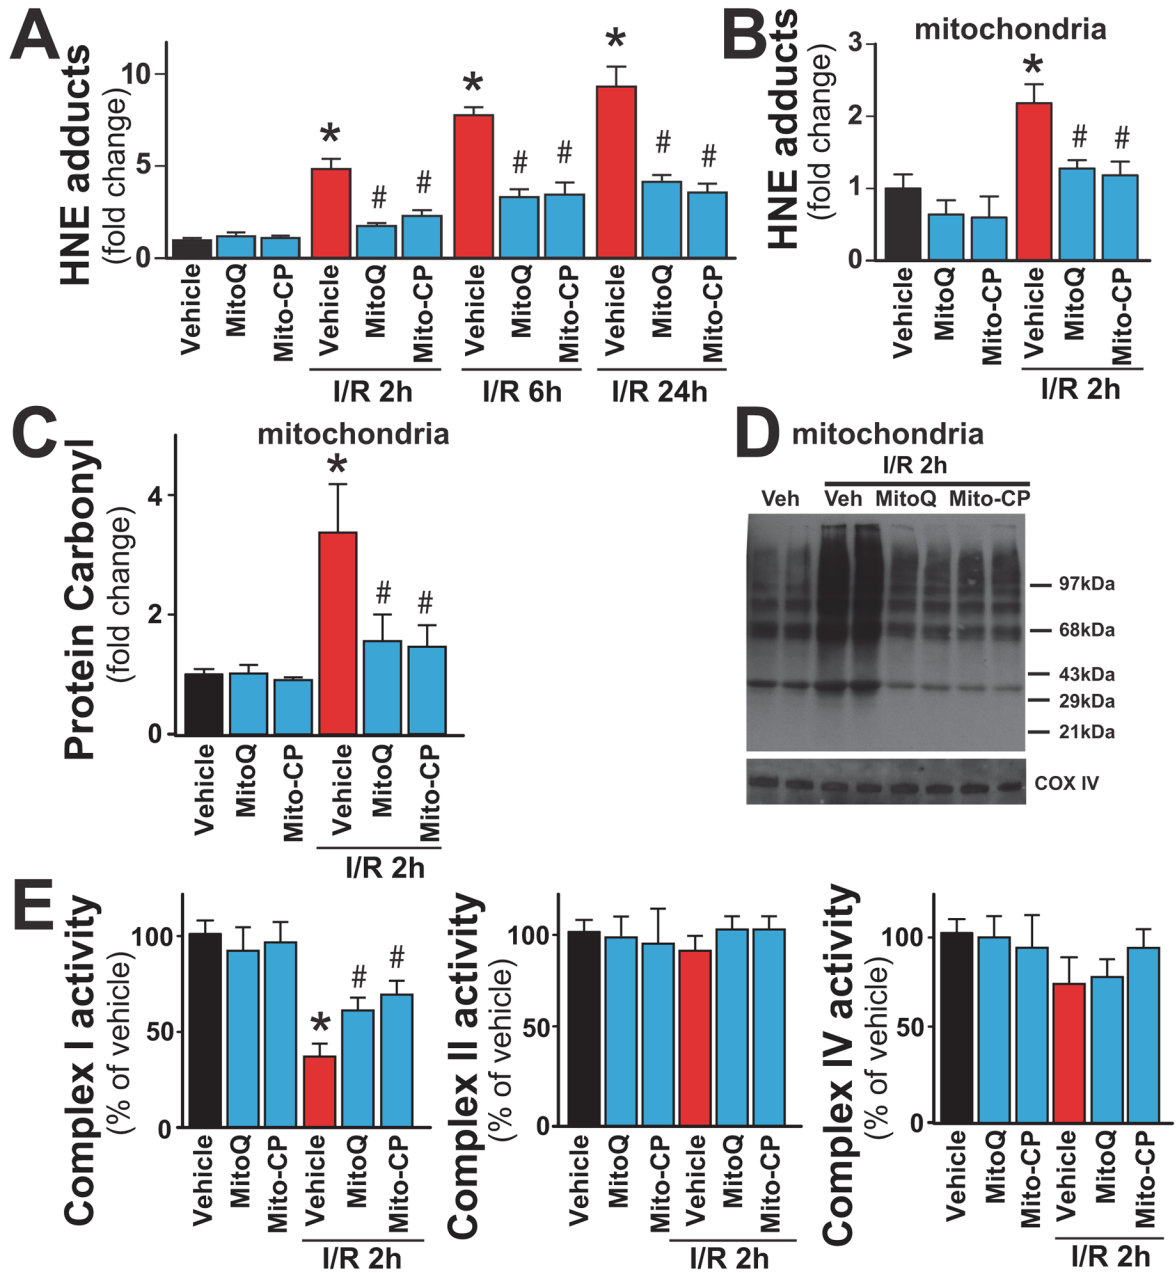 A
HNE adducts
(fold change)
10
5
0
*
#
#
*
#
#
*
#
#
Vehicle
MitoQ
Mito-CP
Vehicle
MitoQ
Mito-CP
Vehicle
MitoQ
Mito-CP
Vehicle
MitoQ
Mito-CP
I/R 2h
I/R 6h
I/R 24h
B
mitochondria
HNE adducts
(fold change)
3
2
1
0
*
#
#
Vehicle
MitoQ
Mito-CP
Vehicle
MitoQ
Mito-CP
I/R 2h
C
mitochondria
Protein Carbonyl
(fold change)
4
2
0
*
#
#
Vehicle
MitoQ
Mito-CP
Vehicle
MitoQ
Mito-CP
I/R 2h
D
mitochondria
I/R 2h
Veh
Veh
MitoQ
Mito-CP
97kDa
68kDa
43kDa
29kDa
21kDa
COX IV
E
Complex I activity
(% of vehicle)
100
50
0
*
#
#
Vehicle
MitoQ
Mito-CP
Vehicle
MitoQ
Mito-CP
I/R 2h
Complex II activity
(% of vehicle)
100
50
0
Vehicle
MitoQ
Mito-CP
Vehicle
MitoQ
Mito-CP
I/R 2h
Complex IV activity
(% of vehicle)
100
50
0
Vehicle
MitoQ
Mito-CP
Vehicle
MitoQ
Mito-CP
I/R 2h